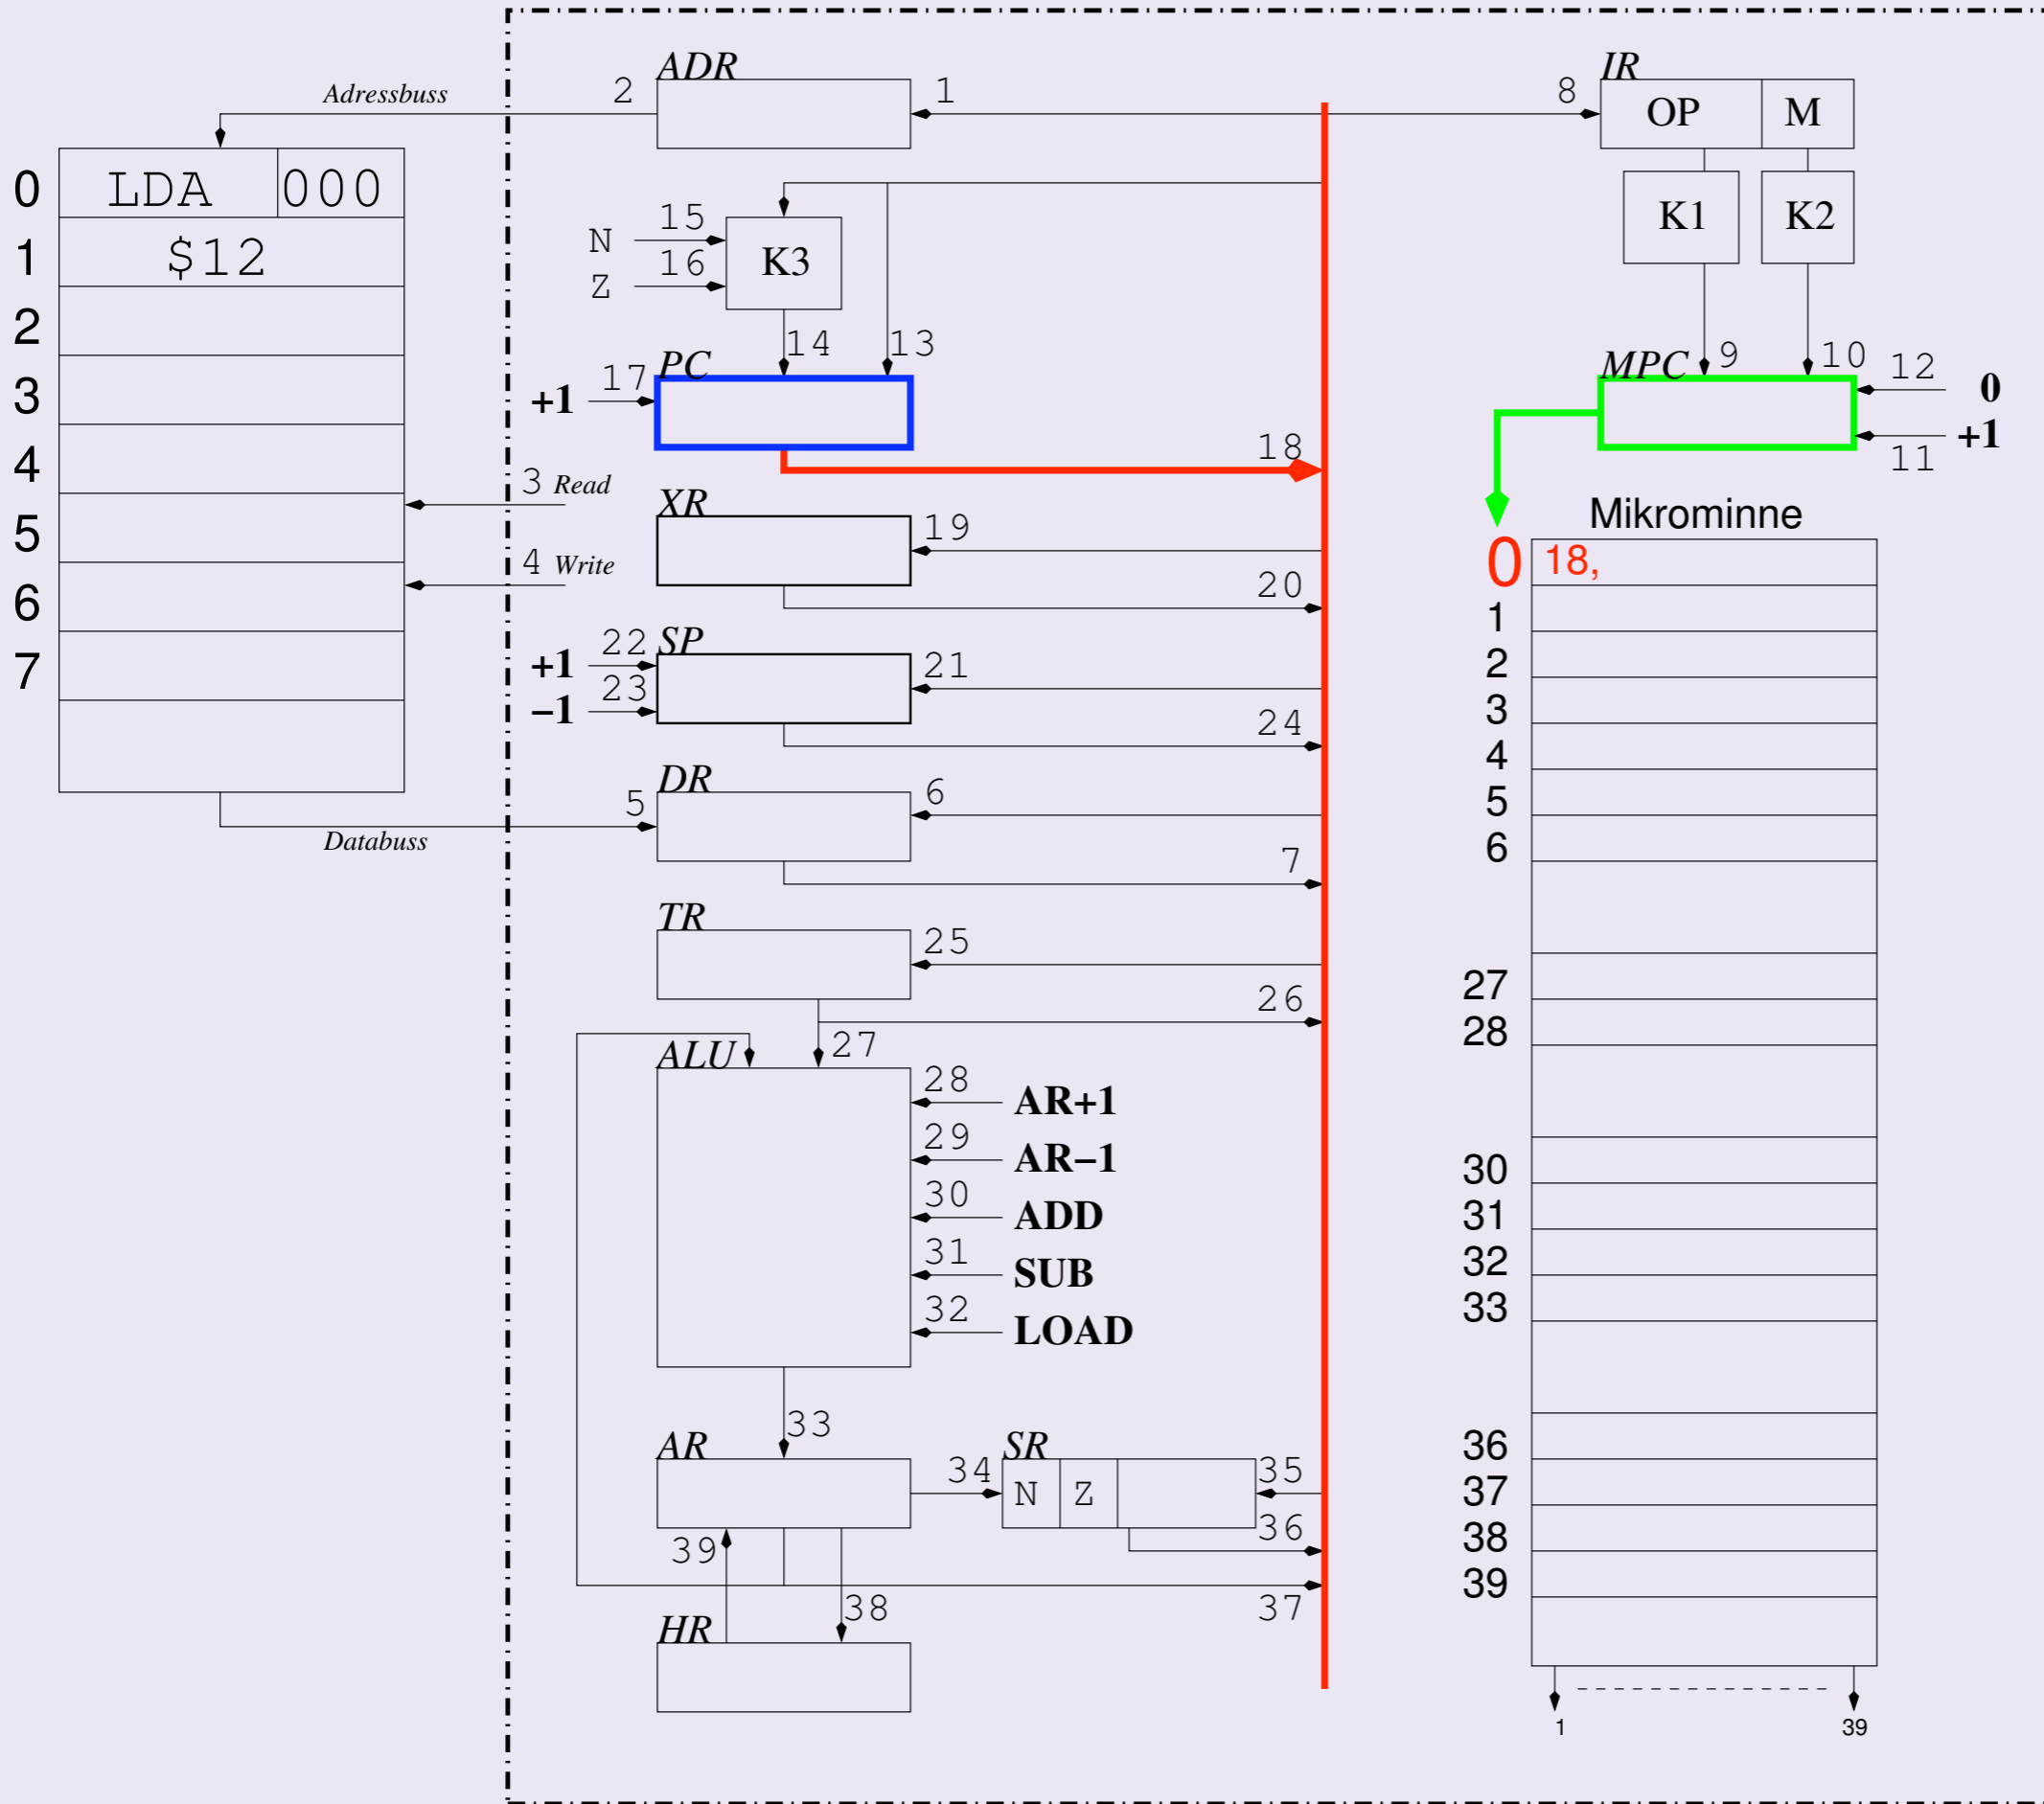 ADR
IR
Adressbuss
2
1
8
OP
M
0
LDA
000
K1
K2
1
$12
N
15
Z
16
K3
2
14
13
9
10
PC
MPC
12
0
3
+1
17
+1
11
4
18
3
Read
XR
Mikrominne
5
19
0
18,
4
Write
6
20
1
SP
7
+1
22
21
2
−1
23
3
24
4
DR
5
6
5
Databuss
6
7
TR
25
27
26
28
27
ALU
28
AR+1
29
AR−1
30
30
ADD
31
31
SUB
32
32
LOAD
33
33
AR
SR
36
34
N
Z
35
37
39
36
38
38
37
39
HR
1
39